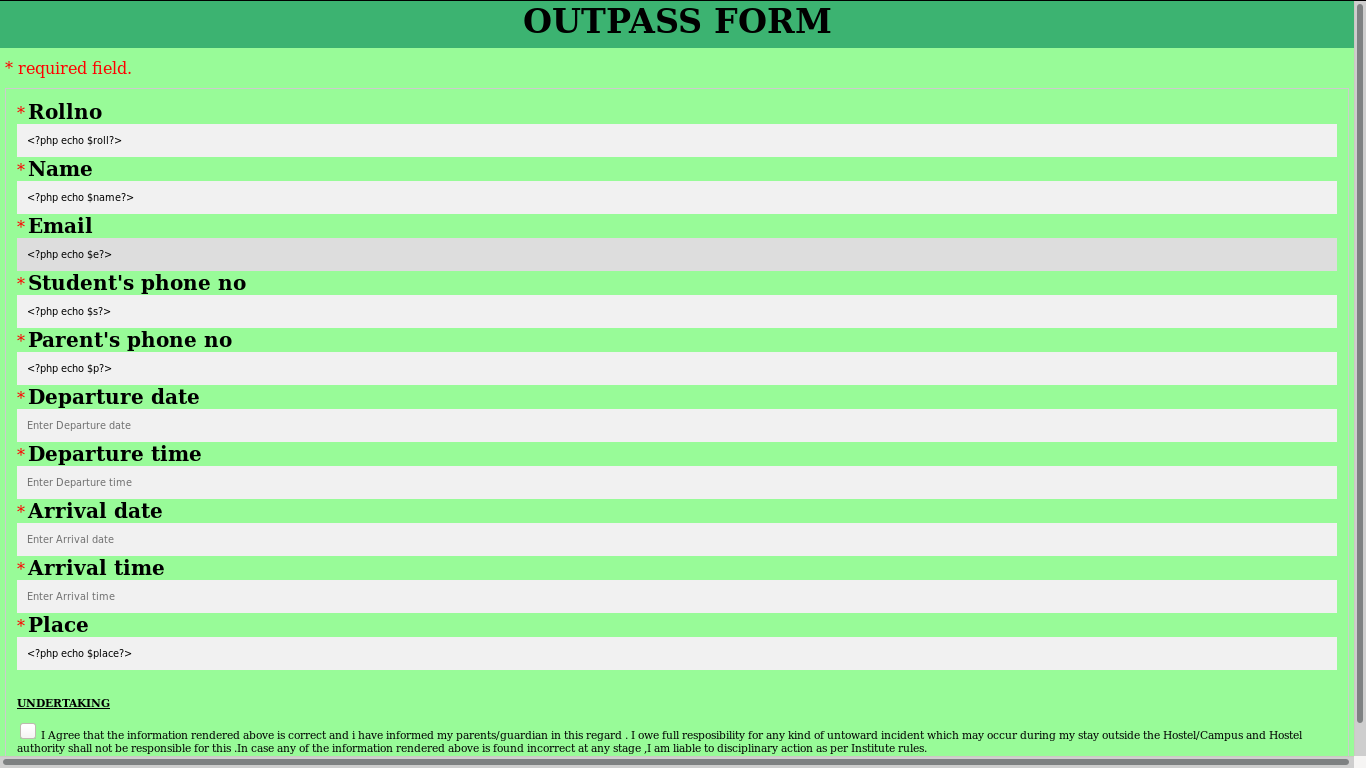 OUTPASS FORM
* required field.
*Rollno
<?php echo $roll?>
*Name
<?php echo $name?>
*Email
<?php echo $e?>
*Student's phone no
<?php echo $s?>
*Parent's phone no
<?php echo $p?>
*Departure date
Enter Departure date
*Departure time
Enter Departure time
*Arrival date
Enter Arrival date
*Arrival time
Enter Arrival time
*Place
<?php echo $place?>
UNDERTAKING
I Agree that the information rendered above is correct and i have informed my parents/guardian in this regard . I owe full resposibility for any kind of untoward incident which may occur during my stay outside the Hostel/Campus and Hostel
authority shall not be responsible for this .In case any of the information rendered above is found incorrect at any stage ,I am liable to disciplinary action as per Institute rules.